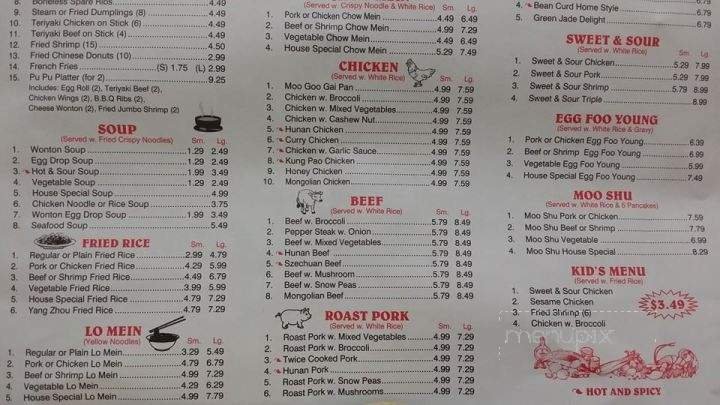 8. Boneless Spare Ribs 4.49
9. Steam or Fried Dumplings (8) 4.49
10. Teriyaki Chicken on Stick (4) 4.49
11. Teriyaki Beef on Stick (4) 4.49
12. Fried Shrimp (15) 4.50
13. Fried Chinese Donuts (10) 2.99
14. French Fries (S) 1.75 (L) 2.99
15. Pu Pu Platter (for 2) 9.25
Includes: Egg Roll (2), Teriyaki Beef (2),
Chicken Wings (2), B.B.Q Ribs (2),
Cheese Wonton (2), Fried Jumbo Shrimp (2)
SOUP
(Served w. Fried Crispy Noodles) Sm. Lg.
1. Wonton Soup 1.29 2.49
2. Egg Drop Soup 1.29 2.49
3. Hot & Sour Soup 1.99 3.49
4. Vegetable Soup 1.29 2.49
5. House Special Soup 4.99
6. Chicken Noodle or Rice Soup 3.75
7. Wonton Egg Drop Soup 1.99 3.49
8. Seafood Soup 5.49
FRIED RICE Sm. Lg.
1. Regular or Plain Fried Rice 2.99 4.79
2. Pork or Chicken Fried Rice 4.29 5.99
3. Beef or Shrimp Fried Rice 4.49 6.79
4. Vegetable Fried Rice 3.99 5.99
5. House Special Fried Rice 4.79 7.29
6. Yang Zhou Fried Rice 4.79 7.29
LO MEIN
(Yellow Noodles) Sm. Lg.
1. Regular or Plain Lo Mein 3.29 5.49
2. Pork or Chicken Lo Mein 4.79 6.79
3. Beef or Shrimp Lo Mein 4.99 7.29
4. Vegetable Lo Mein 4.29 6.29
5. House Special Lo Mein 4.99 7.79
(Served w. Crispy Noodle & White Rice) Sm. Lg.
1. Pork or Chicken Chow Mein 4.49 6.49
2. Beef or Shrimp Chow Mein 4.99 7.29
3. Vegetable Chow Mein 4.49 6.49
4. House Special Chow Mein 5.29 7.49
CHICKEN
(Served w. White Rice) Sm. Lg.
1. Moo Goo Gai Pan 4.99 7.59
2. Chicken w. Broccoli 4.99 7.59
3. Chicken w. Mixed Vegetables 4.99 7.59
4. Chicken w. Cashew Nut 4.99 7.59
5. Hunan Chicken 4.99 7.59
6. Curry Chicken 4.99 7.59
7. Chicken w. Garlic Sauce 4.99 7.59
8. Kung Pao Chicken 4.99 7.59
9. Honey Chicken 4.99 7.59
10. Mongolian Chicken 4.99 7.59
BEEF
(Served w. White Rice) Sm. Lg.
1. Beef w. Broccoli 5.79 8.49
2. Pepper Steak w. Onion 5.79 8.49
3. Beef w. Mixed Vegetables 5.79 8.49
4. Hunan Beef 5.79 8.49
5. Szechuan Beef 5.79 8.49
6. Beef w. Mushroom 5.79 8.49
7. Beef w. Snow Peas 5.79 8.49
8. Mongolian Beef 5.79 8.49
ROAST PORK
(Served w. White Rice) Sm. Lg.
1. Roast Pork w. Mixed Vegetables 4.99 7.29
2. Roast Pork w. Broccoli 4.99 7.29
3. Twice Cooked Pork 4.99 7.29
4. Hunan Pork 4.99 7.29
5. Roast Pork w. Snow Peas 4.99 7.29
6. Roast Pork w. Mushrooms 4.99 7.29
4. Bean Curd Home Style 6.79
5. Green Jade Delight 6.79
SWEET & SOUR
(Served w. White Rice) Sm. Lg.
1. Sweet & Sour Chicken 5.29 7.99
2. Sweet & Sour Pork 5.29 7.99
3. Sweet & Sour Shrimp 5.79 8.99
4. Sweet & Sour Triple 8.99
EGG FOO YOUNG
(Served w. White Rice & Gravy)
1. Pork or Chicken Egg Foo Young 6.39
2. Beef or Shrimp Egg Foo Young 6.99
3. Vegetable Egg Foo Young 5.99
4. House Special Egg Foo Young 7.49
MOO SHU
(Served w. White Rice & 5 Pancakes)
1. Moo Shu Pork or Chicken 7.59
2. Moo Shu Beef or Shrimp 7.79
3. Moo Shu Vegetable 6.99
4. Moo Shu House Special 8.29
KID'S MENU
(Served w. Fried Rice)
1. Sweet & Sour Chicken
2. Sesame Chicken
3. Fried Shrimp (6)
4. Chicken w. Broccoli
$3.49
menupix
HOT AND SPICY